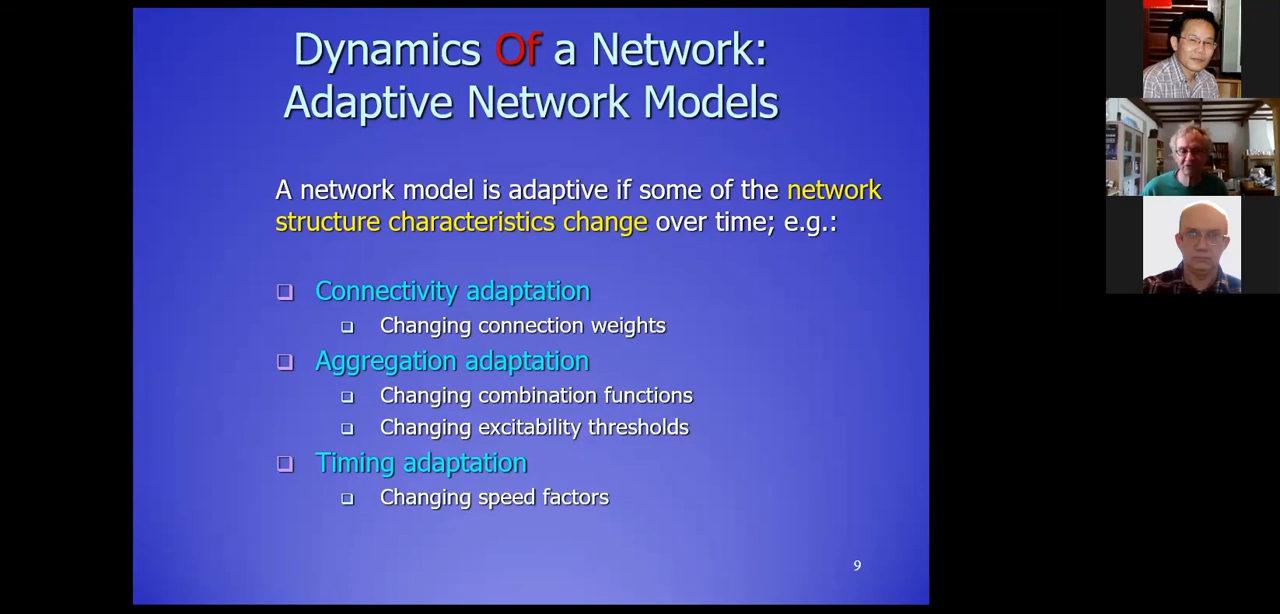 Dynamics Of a Network:
Adaptive Network Models
A network model is adaptive if some of the network
structure characteristics change over time; e.g.:
Connectivity adaptation
Changing connection weights
Aggregation adaptation
Changing combination functions
Changing excitability thresholds
Timing adaptation
Changing speed factors
9